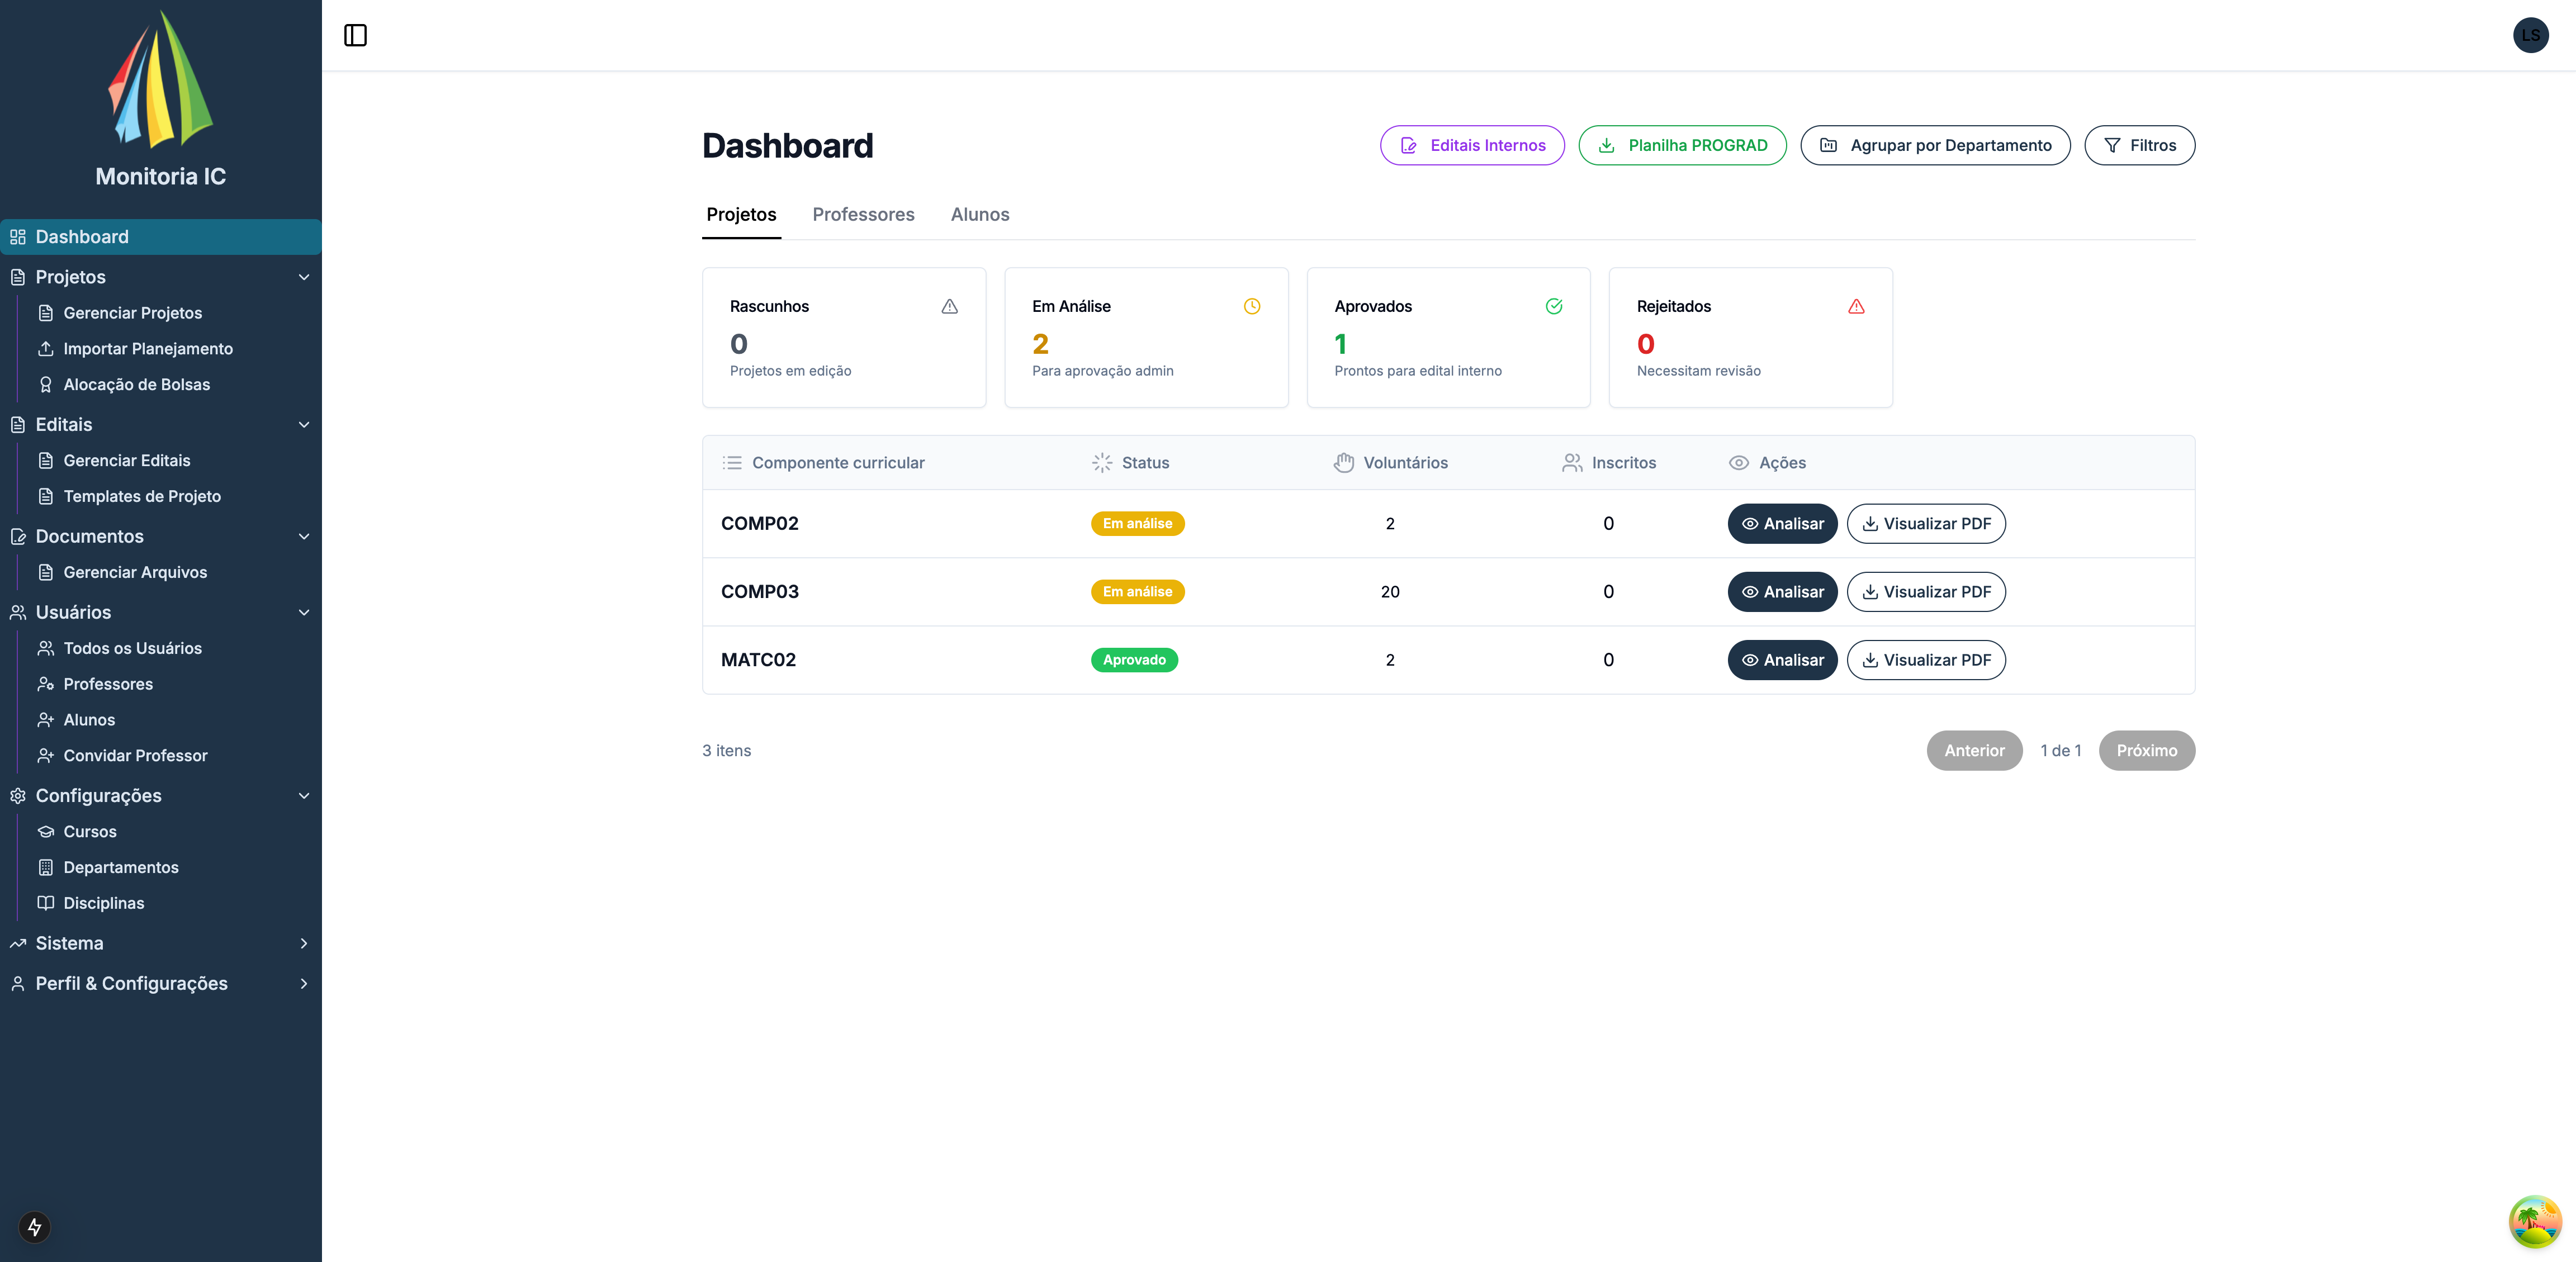 Monitoria IC
Dashboard
Projetos
Gerenciar Projetos
Importar Planejamento
Alocação de Bolsas
Editais
Gerenciar Editais
Templates de Projeto
Documentos
Gerenciar Arquivos
Usuários
Todos os Usuários
Professores
Alunos
Convidar Professor
Configurações
Cursos
Departamentos
Disciplinas
Sistema
Perfil & Configurações
LS
Dashboard
Editais Internos
Planilha PROGRAD
Agrupar por Departamento
Filtros
Projetos Professores Alunos
Rascunhos
0
Projetos em edição
Em Análise
2
Para aprovação admin
Aprovados
1
Prontos para edital interno
Rejeitados
0
Necessitam revisão
Componente curricular Status Voluntários Inscritos Ações
COMP02 Em análise 2 0 Analisar Visualizar PDF
COMP03 Em análise 20 0 Analisar Visualizar PDF
MATC02 Aprovado 2 0 Analisar Visualizar PDF
3 itens Anterior 1 de 1 Próximo